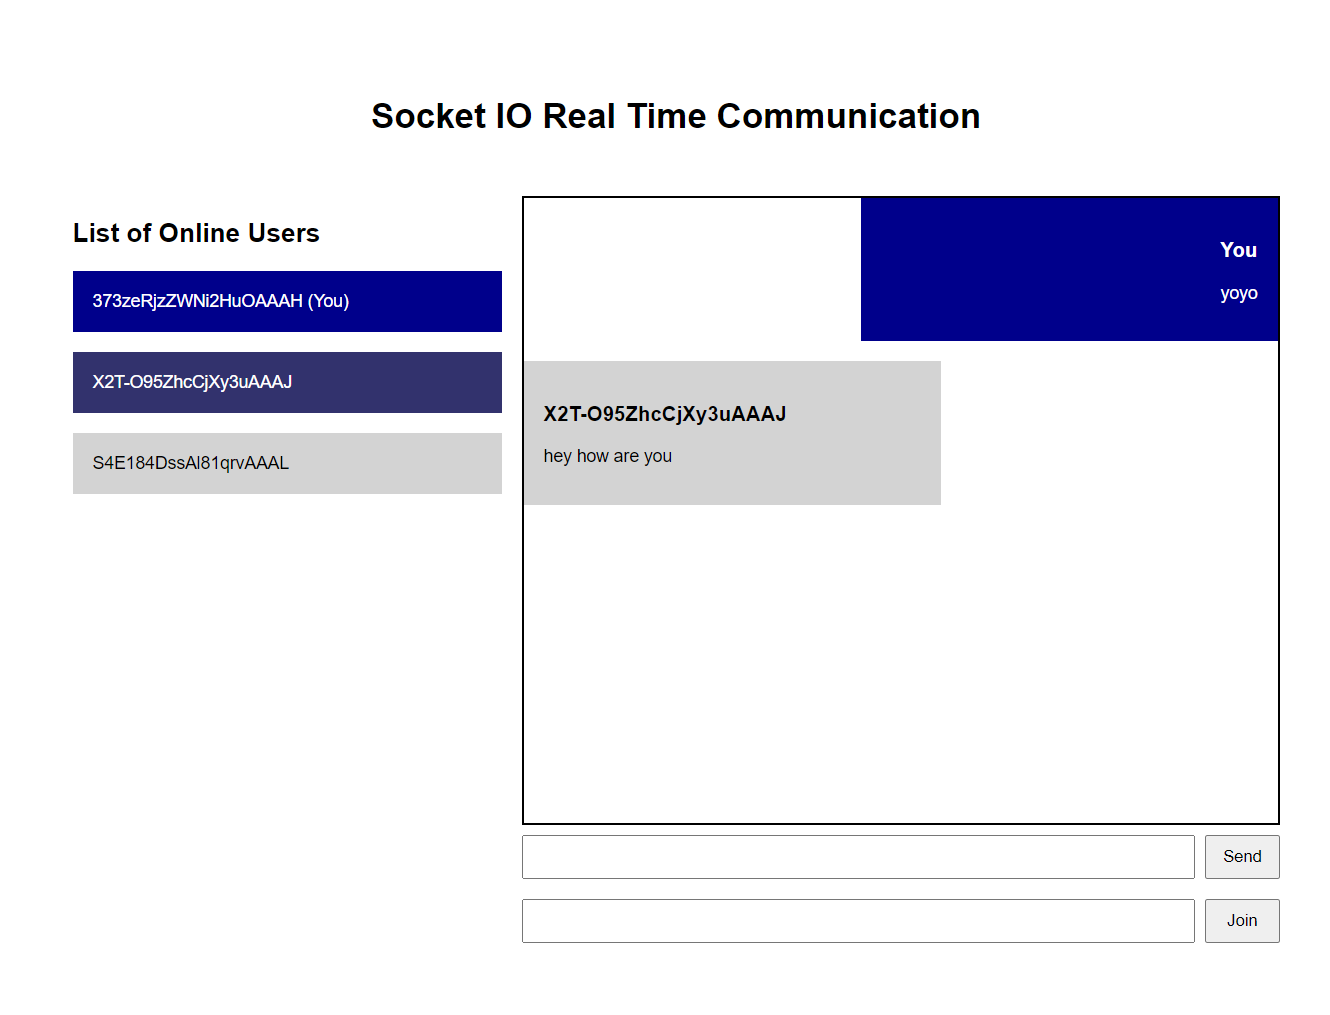 Socket IO Real Time Communication
List of Online Users
373zeRjzZWNi2HuOAAAH (You)
X2T-O95ZhcCjXy3uAAAJ
S4E184DssAl81qrvAAAL
You
yoyo
X2T-O95ZhcCjXy3uAAAJ
hey how are you
Send
Join